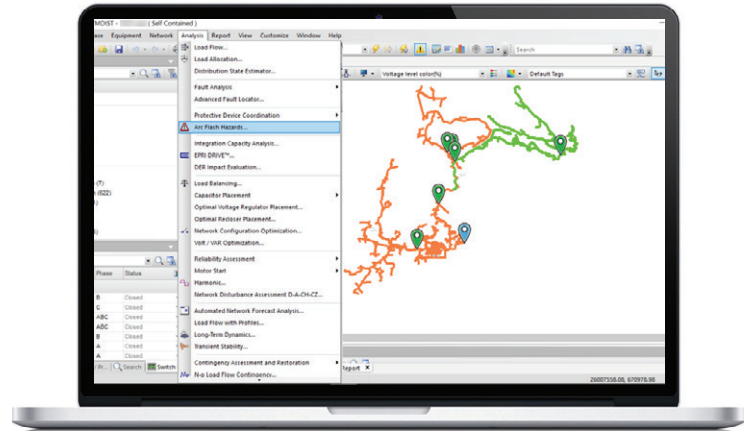 MDIST - ( Self Contained )
ase Equipment Network Analysis Report View Customize Window Help
Search
Voltage level color(%) Default Tags
Load Flow...
Load Allocation...
Distribution State Estimator...
Fault Analysis
Advanced Fault Locator...
Protective Device Coordination
Arc Flash Hazards...
Integration Capacity Analysis...
EPRI DRIVE™...
DER Impact Evaluation...
Load Balancing...
Capacitor Placement
Optimal Voltage Regulator Placement...
Optimal Recloser Placement...
Network Configuration Optimization...
Volt / VAR Optimization...
Reliability Assessment
Motor Start
Harmonic...
Network Disturbance Assessment D-A-CH-CZ...
Automated Network Forecast Analysis...
Load Flow with Profiles...
Long-Term Dynamics...
Transient Stability...
Contingency Assessment and Restoration
N-α Load Flow Contingency...
(7)
(622)
Phase Status
B Closed
C Closed
ABC Closed
ABC Closed
B Closed
A Closed
A Closed
Search Switch
Report X
26007558.08, 670978.98